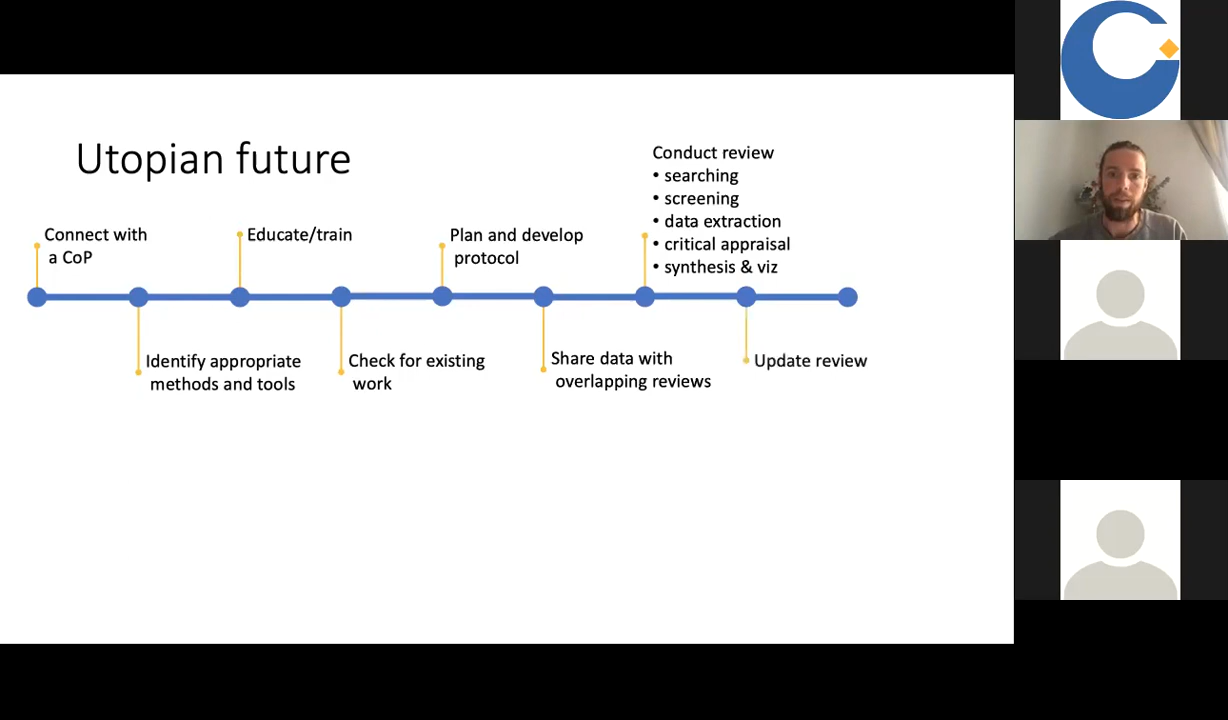 Utopian future
Connect with
a CoP
Identify appropriate
methods and tools
Educate/train
Check for existing
work
Plan and develop
protocol
Share data with
overlapping reviews
Conduct review
• searching
• screening
• data extraction
• critical appraisal
• synthesis & viz
Update review